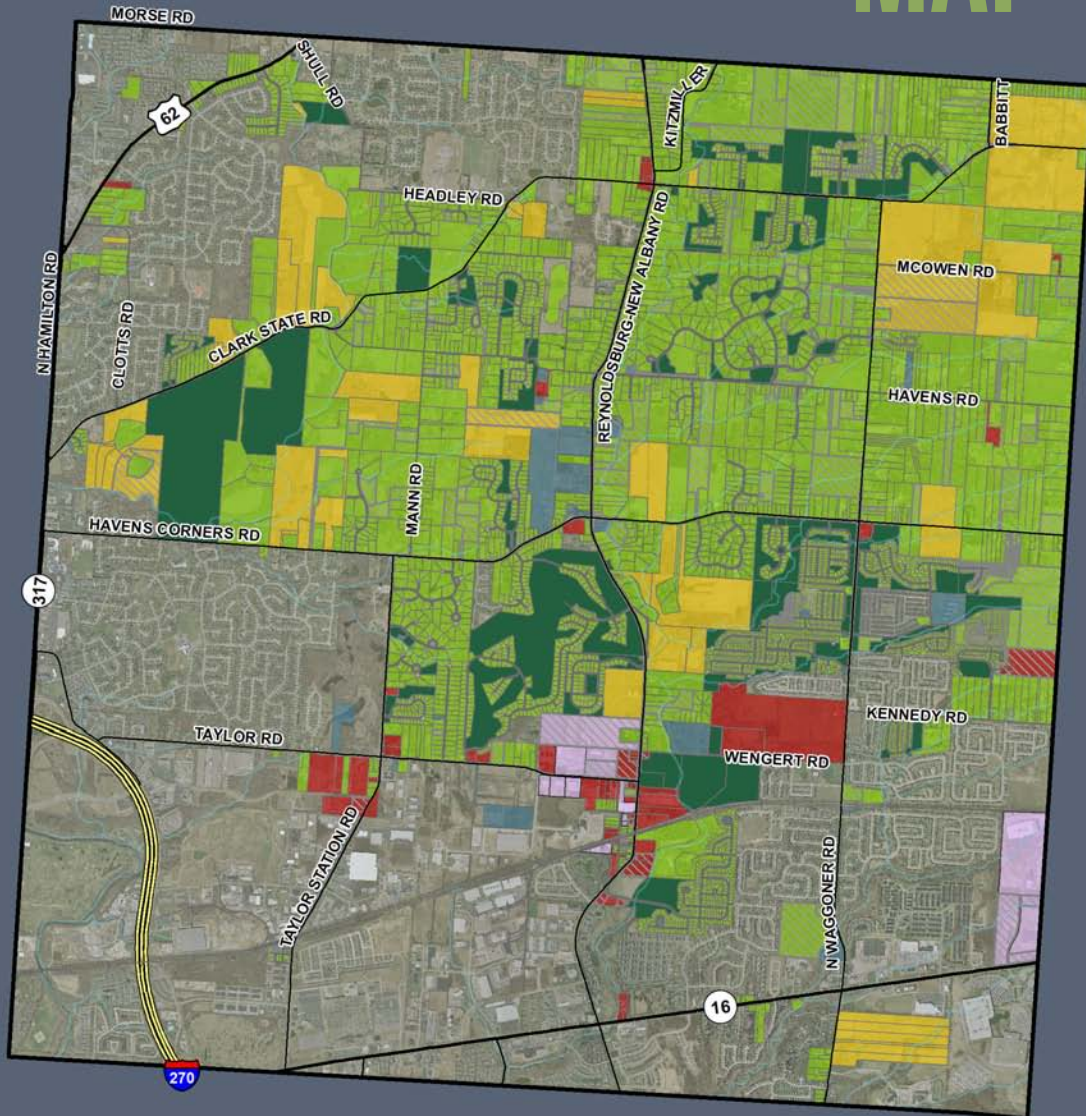 MORSE RD
SHULL RD
62
KITZMILLER
BABBITT
HEADLEY RD
MCOWEN RD
N HAMILTON RD
CLOTTS RD
CLARK STATE RD
REYNOLDSBURG-NEW ALBANY RD
HAVENS RD
MANN RD
HAVENS CORNERS RD
317
KENNEDY RD
TAYLOR RD
WENGERT RD
TAYLOR STATION RD
N WAGGONER RD
16
270